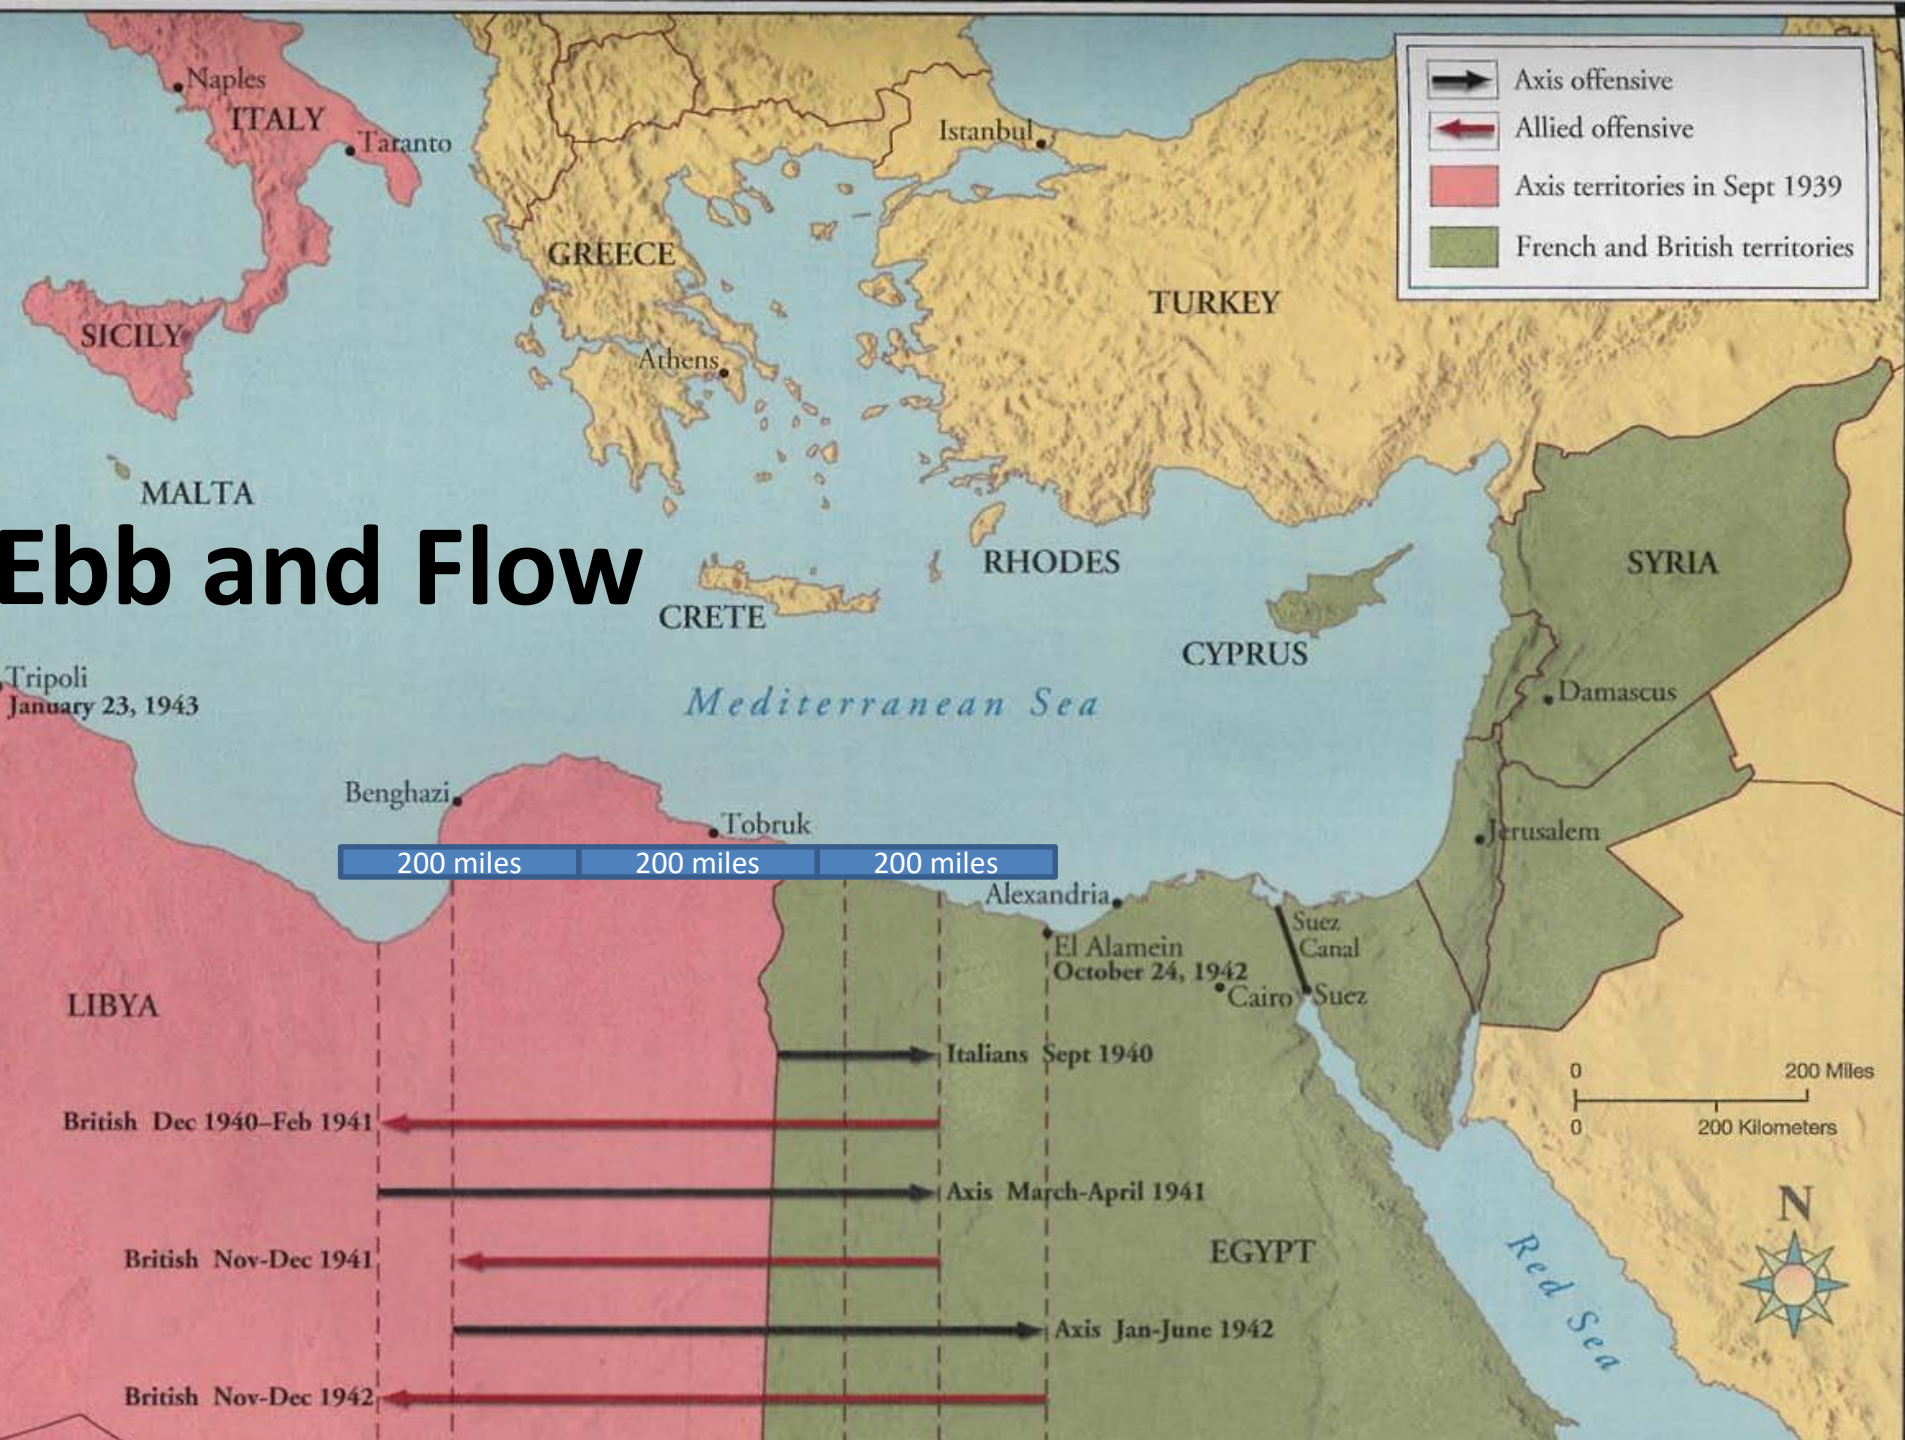 Naples
ITALY
Taranto
Istanbul
Axis offensive
Allied offensive
Axis territories in Sept 1939
French and British territories
GREECE
TURKEY
SICILY
Athens
MALTA
Ebb and Flow
RHODES
SYRIA
CRETE
CYPRUS
Tripoli
January 23, 1943
Mediterranean Sea
Damascus
Benghazi
Tobruk
Jerusalem
200 miles
200 miles
200 miles
Alexandria
Suez
Canal
El Alamein
October 24, 1942
Cairo
Suez
LIBYA
Italians Sept 1940
0
200 Miles
0
200 Kilometers
British Dec 1940–Feb 1941
Axis March-April 1941
N
British Nov-Dec 1941
EGYPT
Red Sea
Axis Jan-June 1942
British Nov-Dec 1942